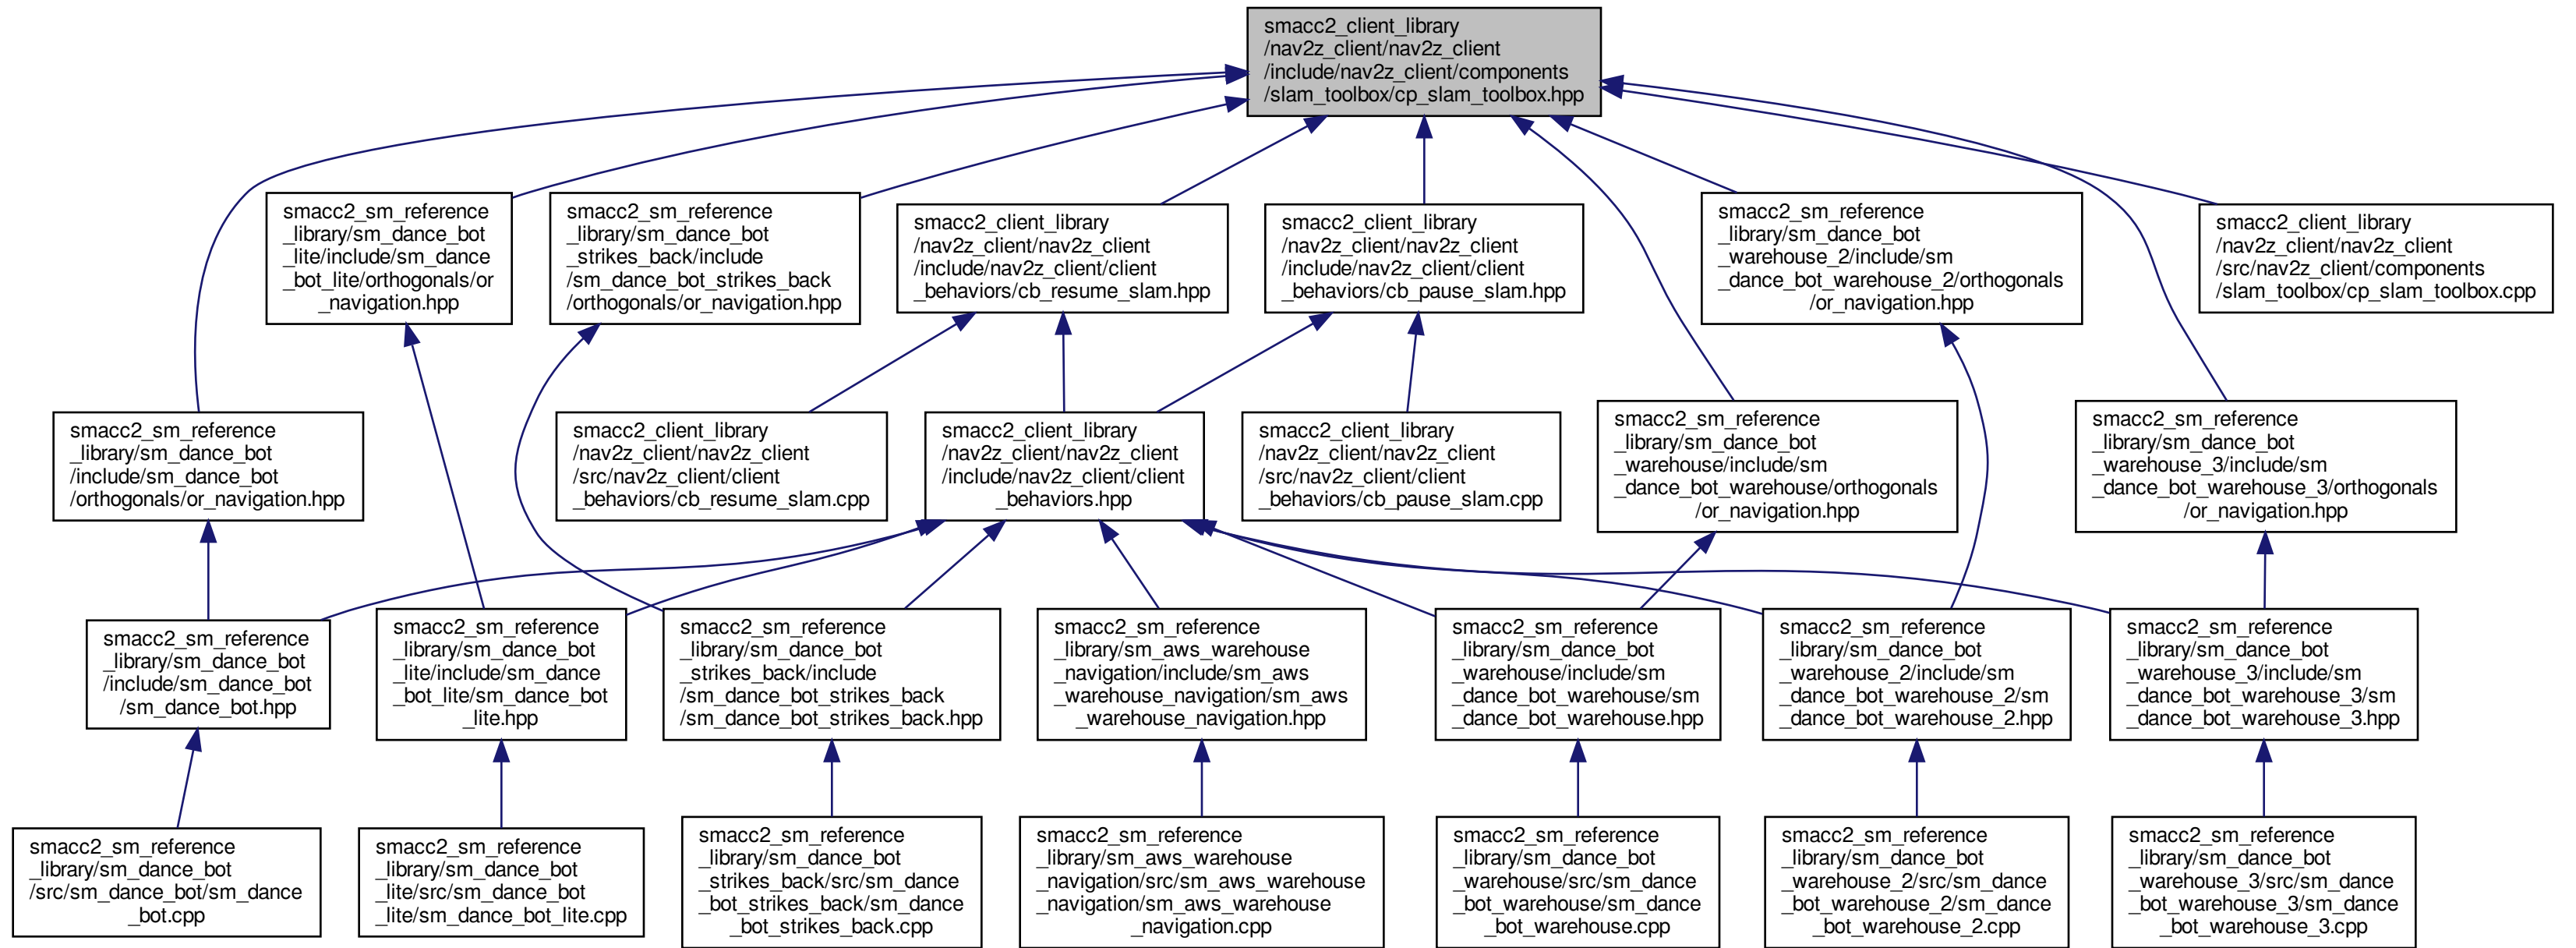 smacc2_client_library
/nav2z_client/nav2z_client
/include/nav2z_client/components
/slam_toolbox/cp_slam_toolbox.hpp
smacc2_sm_reference
_library/sm_dance_bot
_lite/include/sm_dance
_bot_lite/orthogonals/or
_navigation.hpp
smacc2_sm_reference
_library/sm_dance_bot
_strikes_back/include
/sm_dance_bot_strikes_back
/orthogonals/or_navigation.hpp
smacc2_client_library
/nav2z_client/nav2z_client
/include/nav2z_client/client
_behaviors/cb_resume_slam.hpp
smacc2_client_library
/nav2z_client/nav2z_client
/include/nav2z_client/client
_behaviors/cb_pause_slam.hpp
smacc2_sm_reference
_library/sm_dance_bot
_warehouse_2/include/sm
_dance_bot_warehouse_2/orthogonals
/or_navigation.hpp
smacc2_client_library
/nav2z_client/nav2z_client
/src/nav2z_client/components
/slam_toolbox/cp_slam_toolbox.cpp
smacc2_sm_reference
_library/sm_dance_bot
/include/sm_dance_bot
/orthogonals/or_navigation.hpp
smacc2_client_library
/nav2z_client/nav2z_client
/src/nav2z_client/client
_behaviors/cb_resume_slam.cpp
smacc2_client_library
/nav2z_client/nav2z_client
/include/nav2z_client/client
_behaviors.hpp
smacc2_client_library
/nav2z_client/nav2z_client
/src/nav2z_client/client
_behaviors/cb_pause_slam.cpp
smacc2_sm_reference
_library/sm_dance_bot
_warehouse/include/sm
_dance_bot_warehouse/orthogonals
/or_navigation.hpp
smacc2_sm_reference
_library/sm_dance_bot
_warehouse_3/include/sm
_dance_bot_warehouse_3/orthogonals
/or_navigation.hpp
smacc2_sm_reference
_library/sm_dance_bot
/include/sm_dance_bot
/sm_dance_bot.hpp
smacc2_sm_reference
_library/sm_dance_bot
_lite/include/sm_dance
_bot_lite/sm_dance_bot
_lite.hpp
smacc2_sm_reference
_library/sm_dance_bot
_strikes_back/include
/sm_dance_bot_strikes_back
/sm_dance_bot_strikes_back.hpp
smacc2_sm_reference
_library/sm_aws_warehouse
_navigation/include/sm_aws
_warehouse_navigation/sm_aws
_warehouse_navigation.hpp
smacc2_sm_reference
_library/sm_dance_bot
_warehouse/include/sm
_dance_bot_warehouse/sm
_dance_bot_warehouse.hpp
smacc2_sm_reference
_library/sm_dance_bot
_warehouse_2/include/sm
_dance_bot_warehouse_2/sm
_dance_bot_warehouse_2.hpp
smacc2_sm_reference
_library/sm_dance_bot
_warehouse_3/include/sm
_dance_bot_warehouse_3/sm
_dance_bot_warehouse_3.hpp
smacc2_sm_reference
_library/sm_dance_bot
/src/sm_dance_bot/sm_dance
_bot.cpp
smacc2_sm_reference
_library/sm_dance_bot
_lite/src/sm_dance_bot
_lite/sm_dance_bot_lite.cpp
smacc2_sm_reference
_library/sm_dance_bot
_strikes_back/src/sm_dance
_bot_strikes_back/sm_dance
_bot_strikes_back.cpp
smacc2_sm_reference
_library/sm_aws_warehouse
_navigation/src/sm_aws_warehouse
_navigation/sm_aws_warehouse
_navigation.cpp
smacc2_sm_reference
_library/sm_dance_bot
_warehouse/src/sm_dance
_bot_warehouse/sm_dance
_bot_warehouse.cpp
smacc2_sm_reference
_library/sm_dance_bot
_warehouse_2/src/sm_dance
_bot_warehouse_2/sm_dance
_bot_warehouse_2.cpp
smacc2_sm_reference
_library/sm_dance_bot
_warehouse_3/src/sm_dance
_bot_warehouse_3/sm_dance
_bot_warehouse_3.cpp